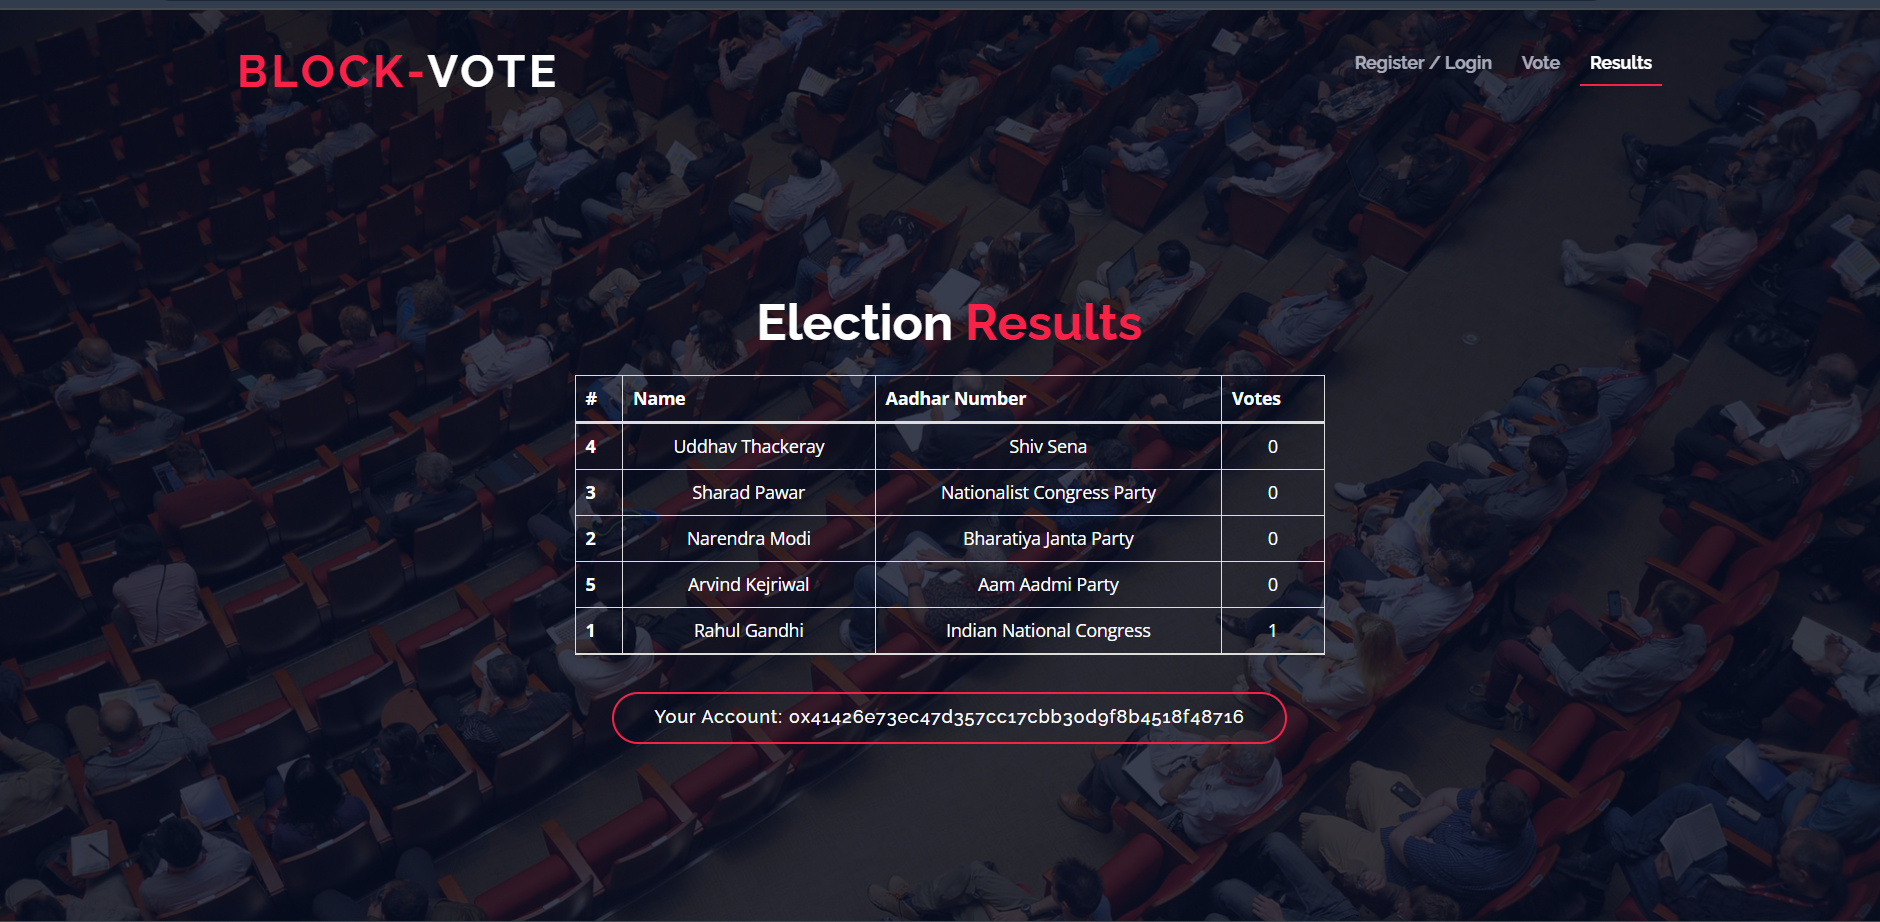 BLOCK-VOTE
Register / Login Vote Results
Election Results
# Name Aadhar Number Votes
4 Uddhav Thackeray Shiv Sena 0
3 Sharad Pawar Nationalist Congress Party 0
2 Narendra Modi Bharatiya Janta Party 0
5 Arvind Kejriwal Aam Aadmi Party 0
1 Rahul Gandhi Indian National Congress 1
Your Account: 0x41426e73ec47d357cc17cbb30d9f8b4518f48716